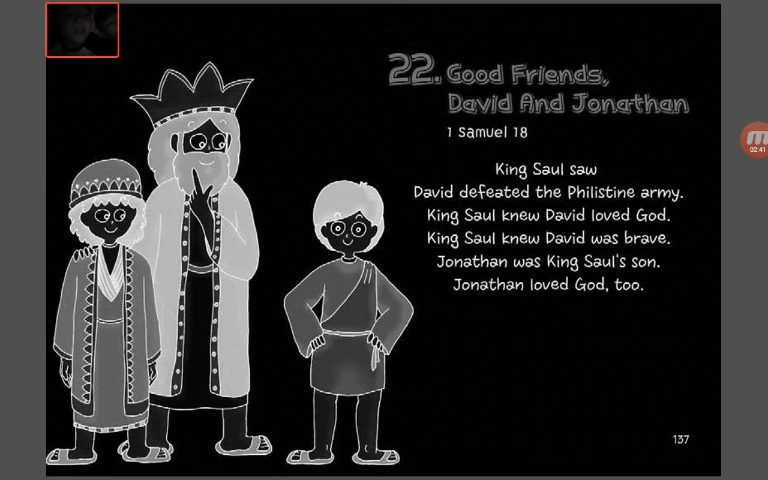 22. Good Friends,
David And Jonathan
1 Samuel 18
King Saul saw
David defeated the Philistine army.
King Saul knew David loved God.
King Saul knew David was brave.
Jonathan was King Saul's son.
Jonathan loved God, too.
137
02:41